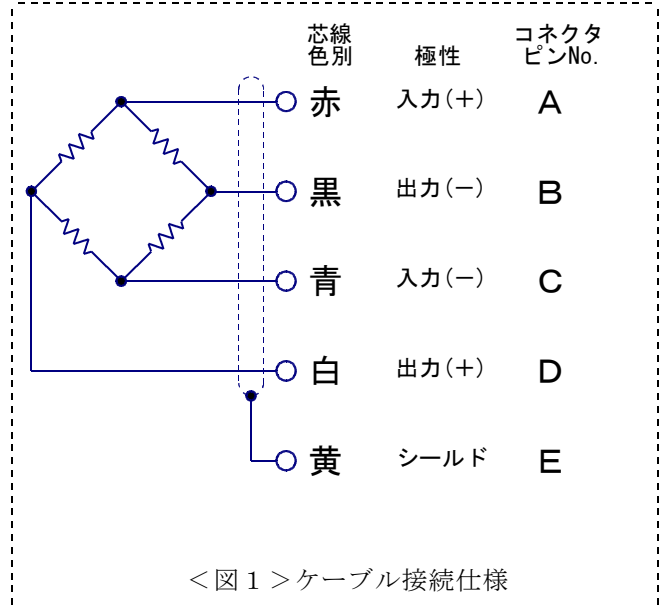 芯線
色別
極性
コネクタ
ピンNo.
赤 入力(+) A
黒 出力(−) B
青 入力(−) C
白 出力(+) D
黄 シールド E
＜図１＞ケーブル接続仕様